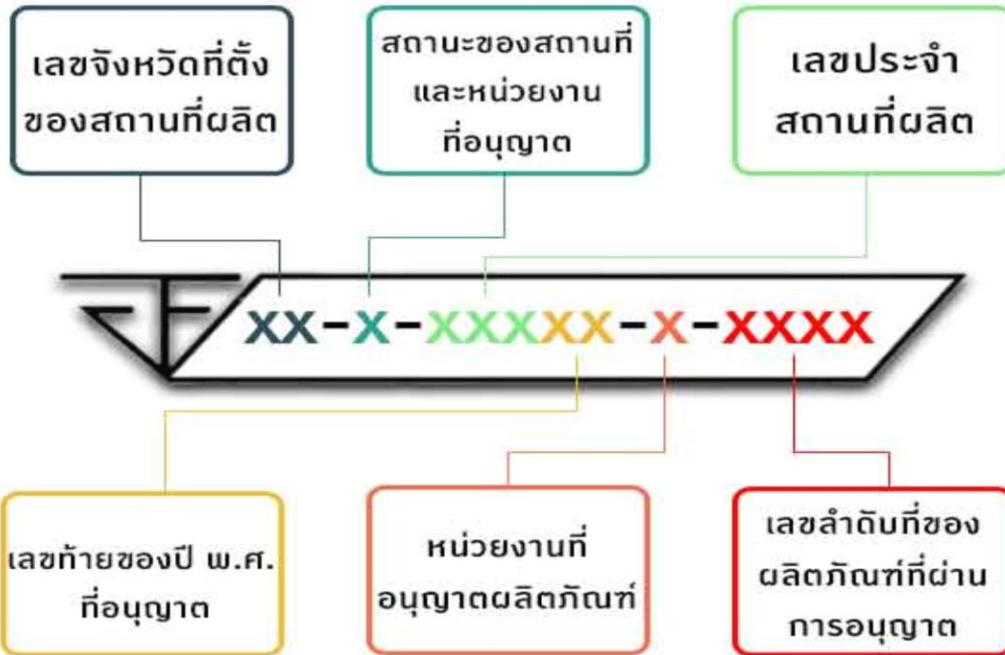 เลขจังหวัดที่ตั้ง
ของสถานที่ผลิต
สถานะของสถานที่
และหน่วยงาน
ที่อนุญาต
เลขประจำ
สถานที่ผลิต
XX-X-XXXXX-X-XXXX
เลขท้ายของปี พ.ศ.
ที่อนุญาต
หน่วยงานที่
อนุญาตผลิตภัณฑ์
เลขลำดับที่ของ
ผลิตภัณฑ์ที่ผ่าน
การอนุญาต